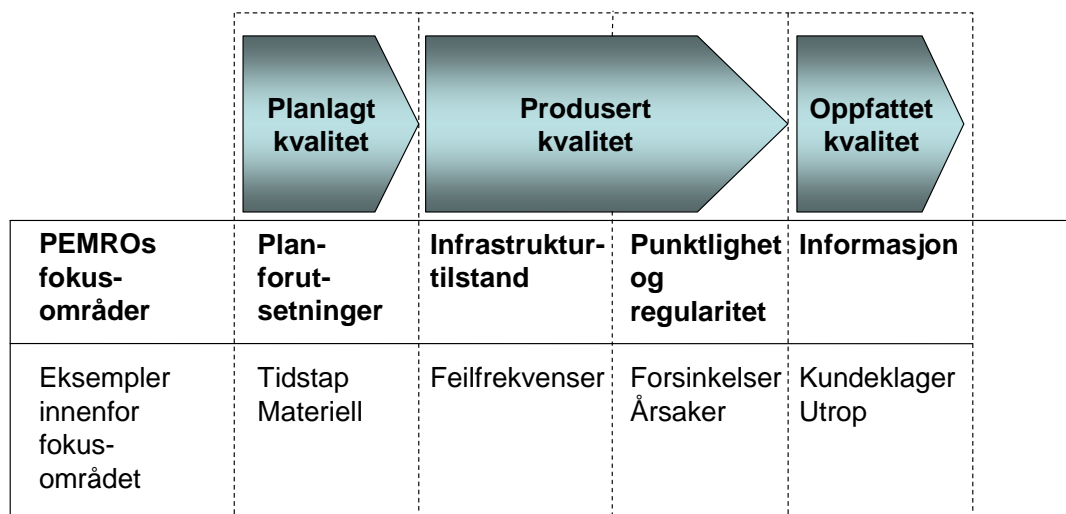 Planlagt
kvalitet
Produsert
kvalitet
Oppfattet
kvalitet
PEMROs
fokus-
områder
Plan-
forut-
setninger
Infrastruktur-
tilstand
Punktlighet
og
regularitet
Informasjon
Eksempler
innenfor
fokus-
området
Tidstap
Materiell
Feilfrekvenser
Forsinkelser
Årsaker
Kundeklager
Utrop